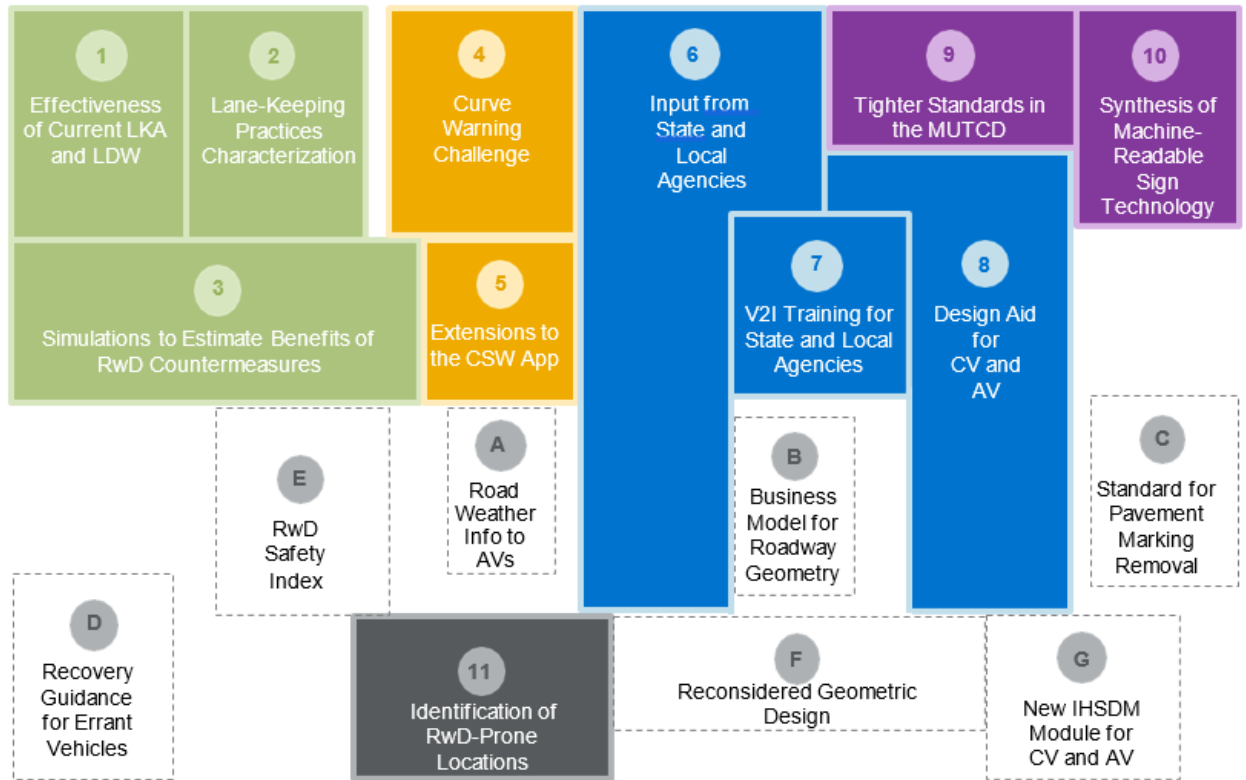 1
Effectiveness
of Current LKA
and LDW
2
Lane-Keeping
Practices
Characterization
3
Simulations to Estimate Benefits of
RwD Countermeasures
4
Curve
Warning
Challenge
5
Extensions to
the CSW App
6
Input from
State and
Local
Agencies
7
V2I Training for
State and Local
Agencies
8
Design Aid
for
CV and
AV
9
Tighter Standards in
the MUTCD
10
Synthesis of
Machine-
Readable
Sign
Technology
A
Road
Weather
Info to
AVs
B
Business
Model for
Roadway
Geometry
C
Standard for
Pavement
Marking
Removal
E
RwD
Safety
Index
D
Recovery
Guidance
for Errant
Vehicles
11
Identification of
RwD-Prone
Locations
F
Reconsidered Geometric
Design
G
New IHSDM
Module for
CV and AV